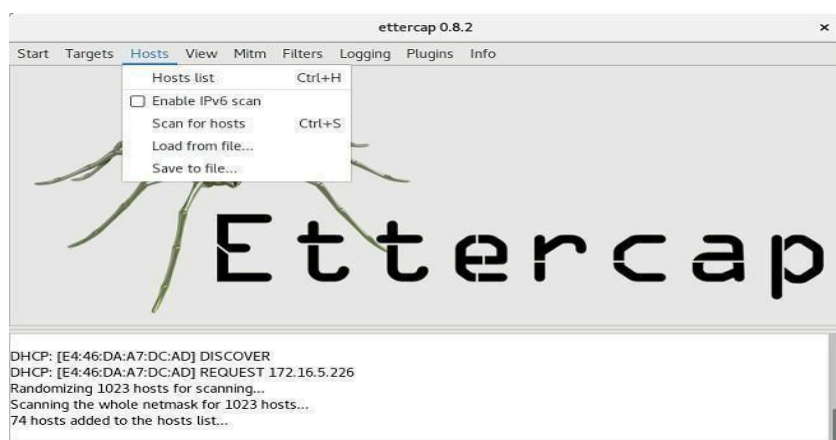 ettercap 0.8.2 ×
Start Targets Hosts View Mitm Filters Logging Plugins Info
Hosts list Ctrl+H
Enable IPv6 scan
Scan for hosts Ctrl+S
Load from file...
Save to file...
Ettercap
DHCP: [E4:46:DA:A7:DC:AD] DISCOVER
DHCP: [E4:46:DA:A7:DC:AD] REQUEST 172.16.5.226
Randomizing 1023 hosts for scanning...
Scanning the whole netmask for 1023 hosts...
74 hosts added to the hosts list...